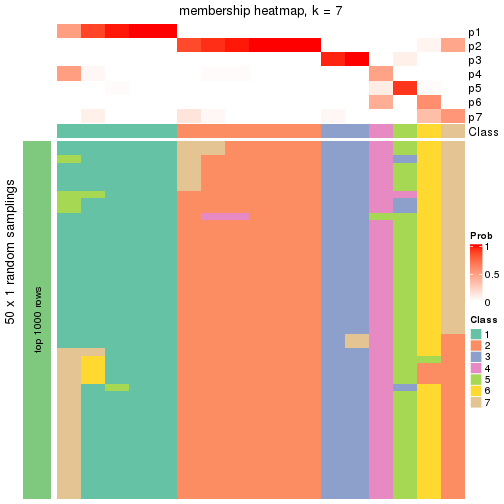 membership heatmap, k = 7
p1
p2
p3
p4
p5
p6
p7
Class
50 x 1 random samplings
top 1000 rows
Prob
1
0.5
0
Class
1
2
3
4
5
6
7